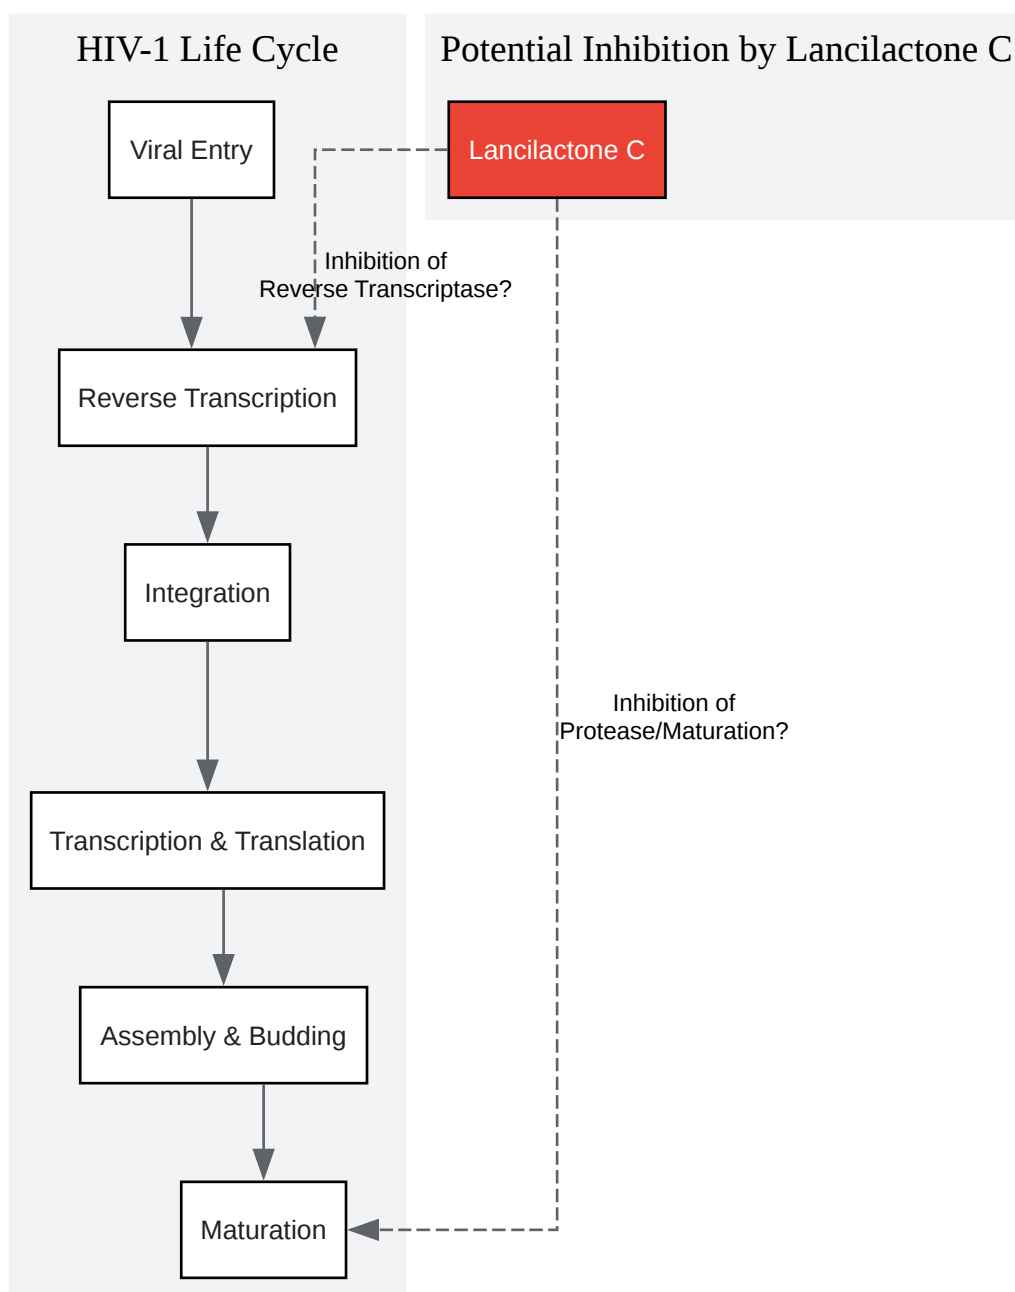 HIV-1 Life Cycle
Potential Inhibition by Lancilactone C
Viral Entry
Lancilactone C
Inhibition of
Reverse Transcriptase?
Reverse Transcription
Integration
Inhibition of
Protease/Maturation?
Transcription & Translation
Assembly & Budding
Maturation